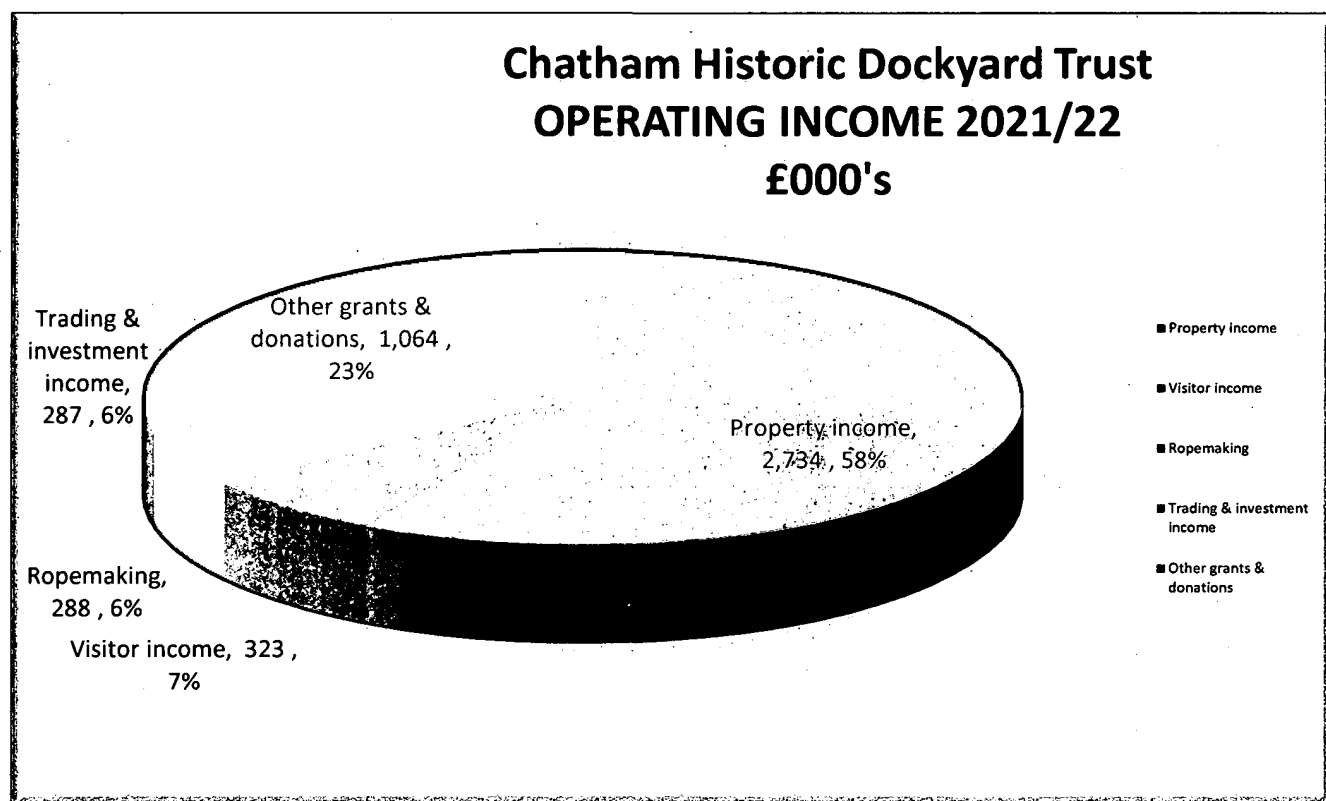 Chatham Historic Dockyard Trust
OPERATING INCOME 2021/22
£000's
Other grants &
donations, 1,064 ,
23%
Trading &
investment
income,
287 , 6%
Property income,
2,734 , 58%
Ropemaking,
288 , 6%
Visitor income, 323 ,
7%
Property income
Visitor income
Ropemaking
Trading & investment
income
Other grants &
donations